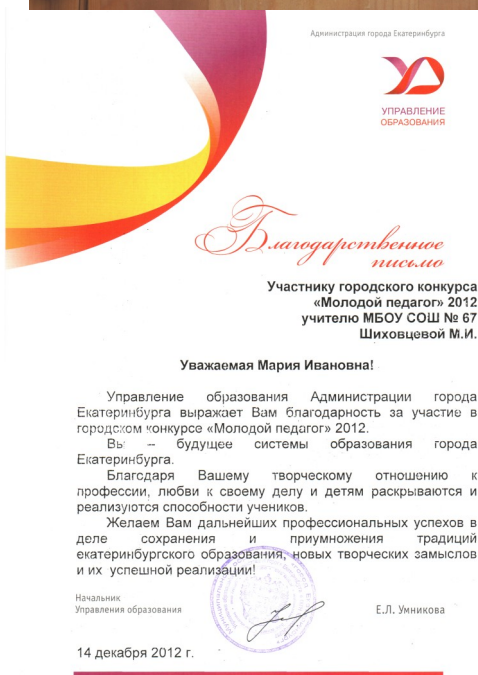 Администрация города Екатеринбурга
УПРАВЛЕНИЕ
ОБРАЗОВАНИЯ
Благодарственное
письмо
Участнику городского конкурса
«Молодой педагог» 2012
учителю МБОУ СОШ № 67
Шиховцевой М.И.
Уважаемая Мария Ивановна!
Управление образования Администрации города
Екатеринбурга выражает Вам благодарность за участие в
городском конкурсе «Молодой педагог» 2012.
Вы – будущее системы образования города
Екатеринбурга.
Благодаря Вашему творческому отношению к
профессии, любви к своему делу и детям раскрываются и
реализуются способности учеников.
Желаем Вам дальнейших профессиональных успехов в
деле сохранения и приумножения традиций
екатеринбургского образования, новых творческих замыслов
и их успешной реализации!
Начальник
Управления образования
Е.Л. Умникова
14 декабря 2012 г.